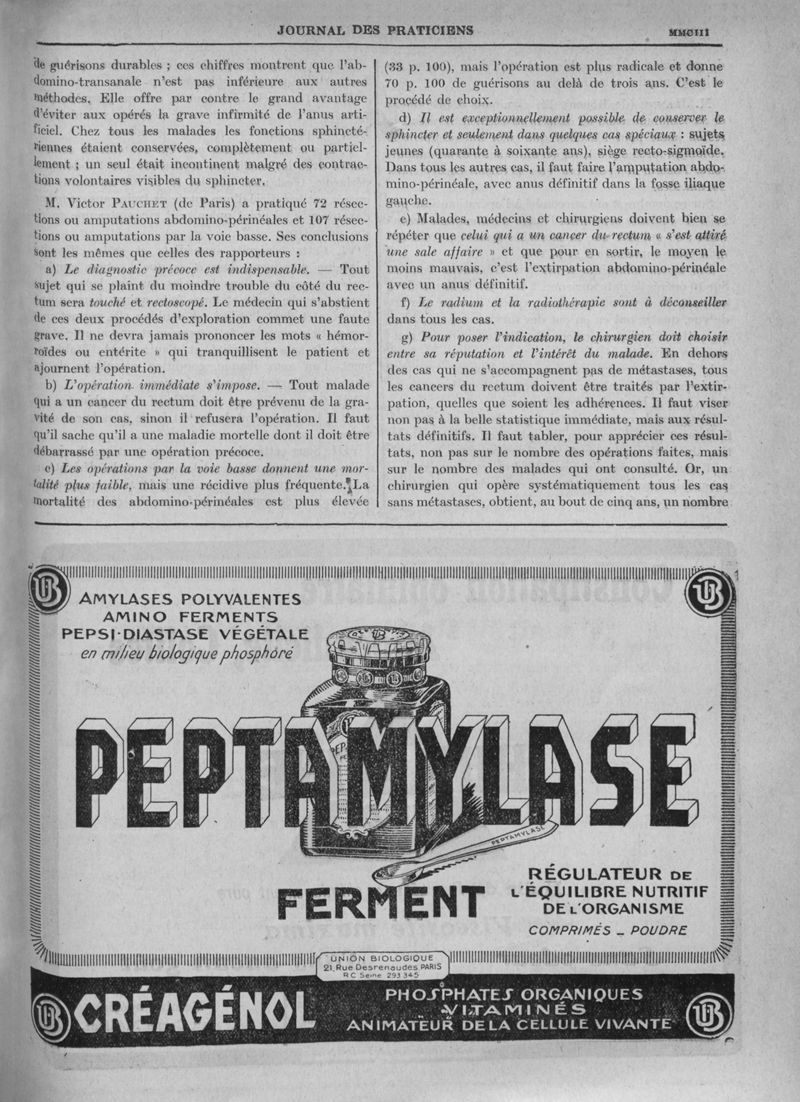 JOURNAL DES PRATICIENS
MMCIII
de guérisons durables ; ces chiffres montrent que l'ab-
domino-transanale n'est pas inférieure aux autres
méthodes. Elle offre par contre le grand avantage
d'éviter aux opérés la grave infirmité de l'anus arti-
ficiel. Chez tous les malades les fonctions sphincté-
riennes étaient conservées, complètement ou partiel-
lement ; un seul était incontinent malgré des contrac-
tions volontaires visibles du sphincter.
M. Victor PAUCHET (de Paris) a pratiqué 72 résec-
tions ou amputations abdomino-périnéales et 107 résec-
tions ou amputations par la voie basse. Ses conclusions
sont les mêmes que celles des rapporteurs :
a) Le diagnostic précoce est indispensable. — Tout
sujet qui se plaint du moindre trouble du côté du rec-
tum sera touché et rectoscopé. Le médecin qui s'abstient
de ces deux procédés d'exploration commet une faute
grave. Il ne devra jamais prononcer les mots « hémor-
roïdes ou entérite » qui tranquillisent le patient et
ajournent l'opération.
b) L'opération immédiate s'impose. — Tout malade
qui a un cancer du rectum doit être prévenu de la gra-
vité de son cas, sinon il refusera l'opération. Il faut
qu'il sache qu'il a une maladie mortelle dont il doit être
débarrassé par une opération précoce.
c) Les opérations par la voie basse donnent une mor-
talité plus faible, mais une récidive plus fréquente. La
mortalité des abdomino-périnéales est plus élevée
(33 p. 100), mais l'opération est plus radicale et donne
70 p. 100 de guérisons au delà de trois ans. C'est le
procédé de choix.
d) Il est exceptionnellement possible de conserver le
sphincter et seulement dans quelques cas spéciaux : sujets
jeunes (quarante à soixante ans), siège recto-sigmoïde.
Dans tous les autres cas, il faut faire l'amputation abdo-
mino-périnéale, avec anus définitif dans la fosse iliaque
gauche.
e) Malades, médecins et chirurgiens doivent bien se
répéter que celui qui a un cancer du rectum « s'est attiré
une sale affaire » et que pour en sortir, le moyen le
moins mauvais, c'est l'extirpation abdomino-périnéale
avec un anus définitif.
f) Le radium et la radiothérapie sont à déconseiller
dans tous les cas.
g) Pour poser l'indication, le chirurgien doit choisir
entre sa réputation et l'intérêt du malade. En dehors
des cas qui ne s'accompagnent pas de métastases, tous
les cancers du rectum doivent être traités par l'extir-
pation, quelles que soient les adhérences. Il faut viser
non pas à la belle statistique immédiate, mais aux résul-
tats définitifs. Il faut tabler, pour apprécier ces résul-
tats, non pas sur le nombre des opérations faites, mais
sur le nombre des malades qui ont consulté. Or, un
chirurgien qui opère systématiquement tous les cas
sans métastases, obtient, au bout de cinq ans, un nombre
UB
UB
AMYLASES POLYVALENTES
AMINO FERMENTS
PEPSI-DIASTASE VÉGÉTALE
en milieu biologique phosphoré
PEPTAMYLASE
PEPTAMYLASE
FERMENT
RÉGULATEUR DE
L'ÉQUILIBRE NUTRITIF
DE L'ORGANISME
COMPRIMÉS _ POUDRE
UNION BIOLOGIQUE
21, Rue Desrenaudes PARIS
R C Seine 293 345
UB
CRÉAGÉNOL
PHOSPHATES ORGANIQUES
VITAMINÉS
ANIMATEUR DE LA CELLULE VIVANTE
UB